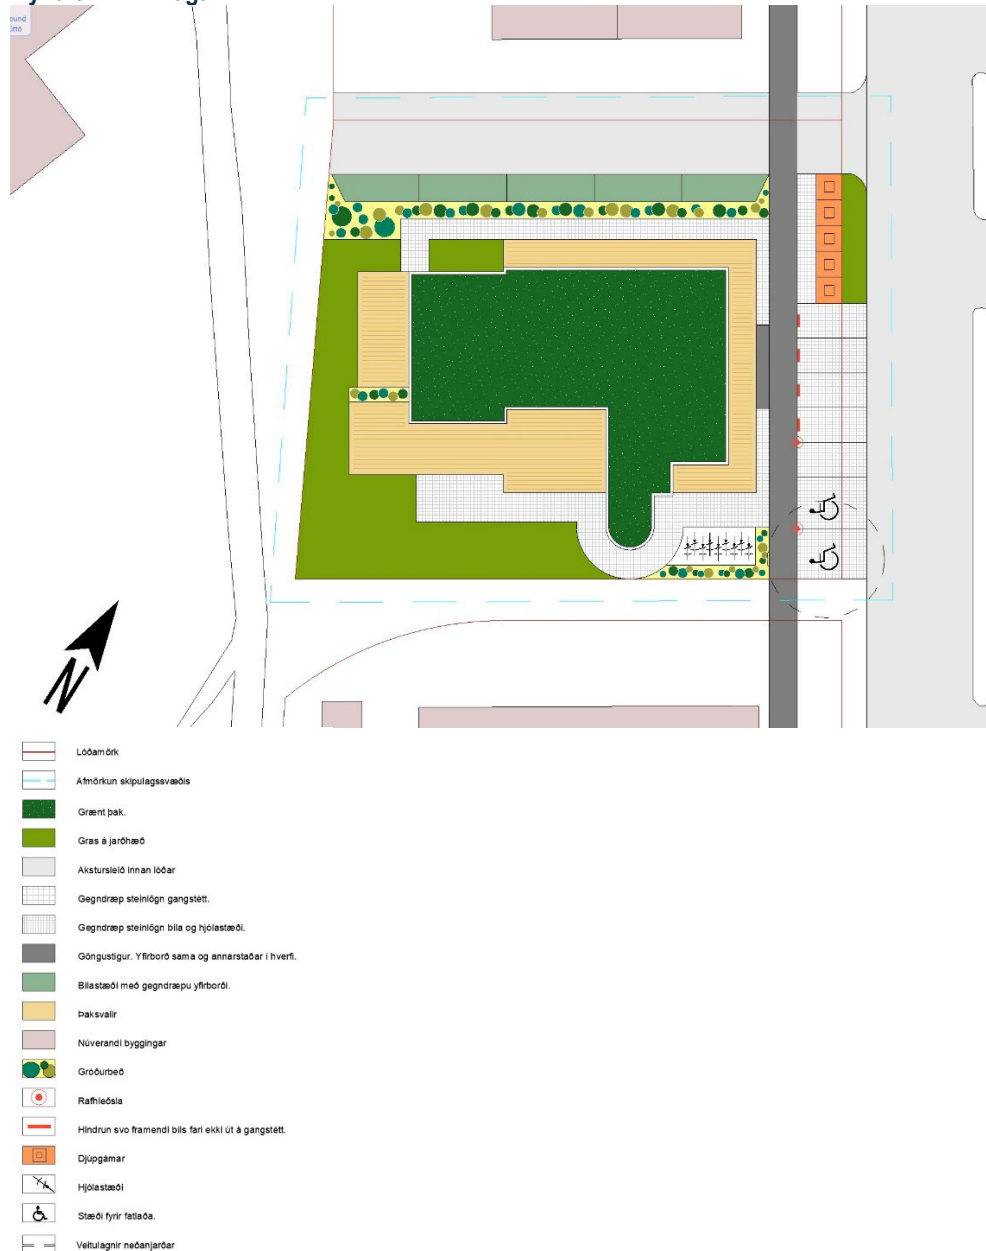 N
Lóðamörk
Afmörkun skipulagssvæðis
Grænt þak.
Gras á jarðhæð
Akstursleið innan lóðar
Gegndræp steinlögn gangstétt.
Gegndræp steinlögn bíla og hjólastæði.
Göngustígur. Yfirborð sama og annarstaðar í hverfi.
Bílastæði með gegndræpu yfirborði.
Þaksvalir
Núverandi byggingar
Gróðurbeð
Rafhleðsla
Hindrun svo framendi bíls fari ekki út á gangstétt.
Djúpgámar
Hjólastæði
Stæði fyrir fatlaða.
Veitulagnir neðanjarðar